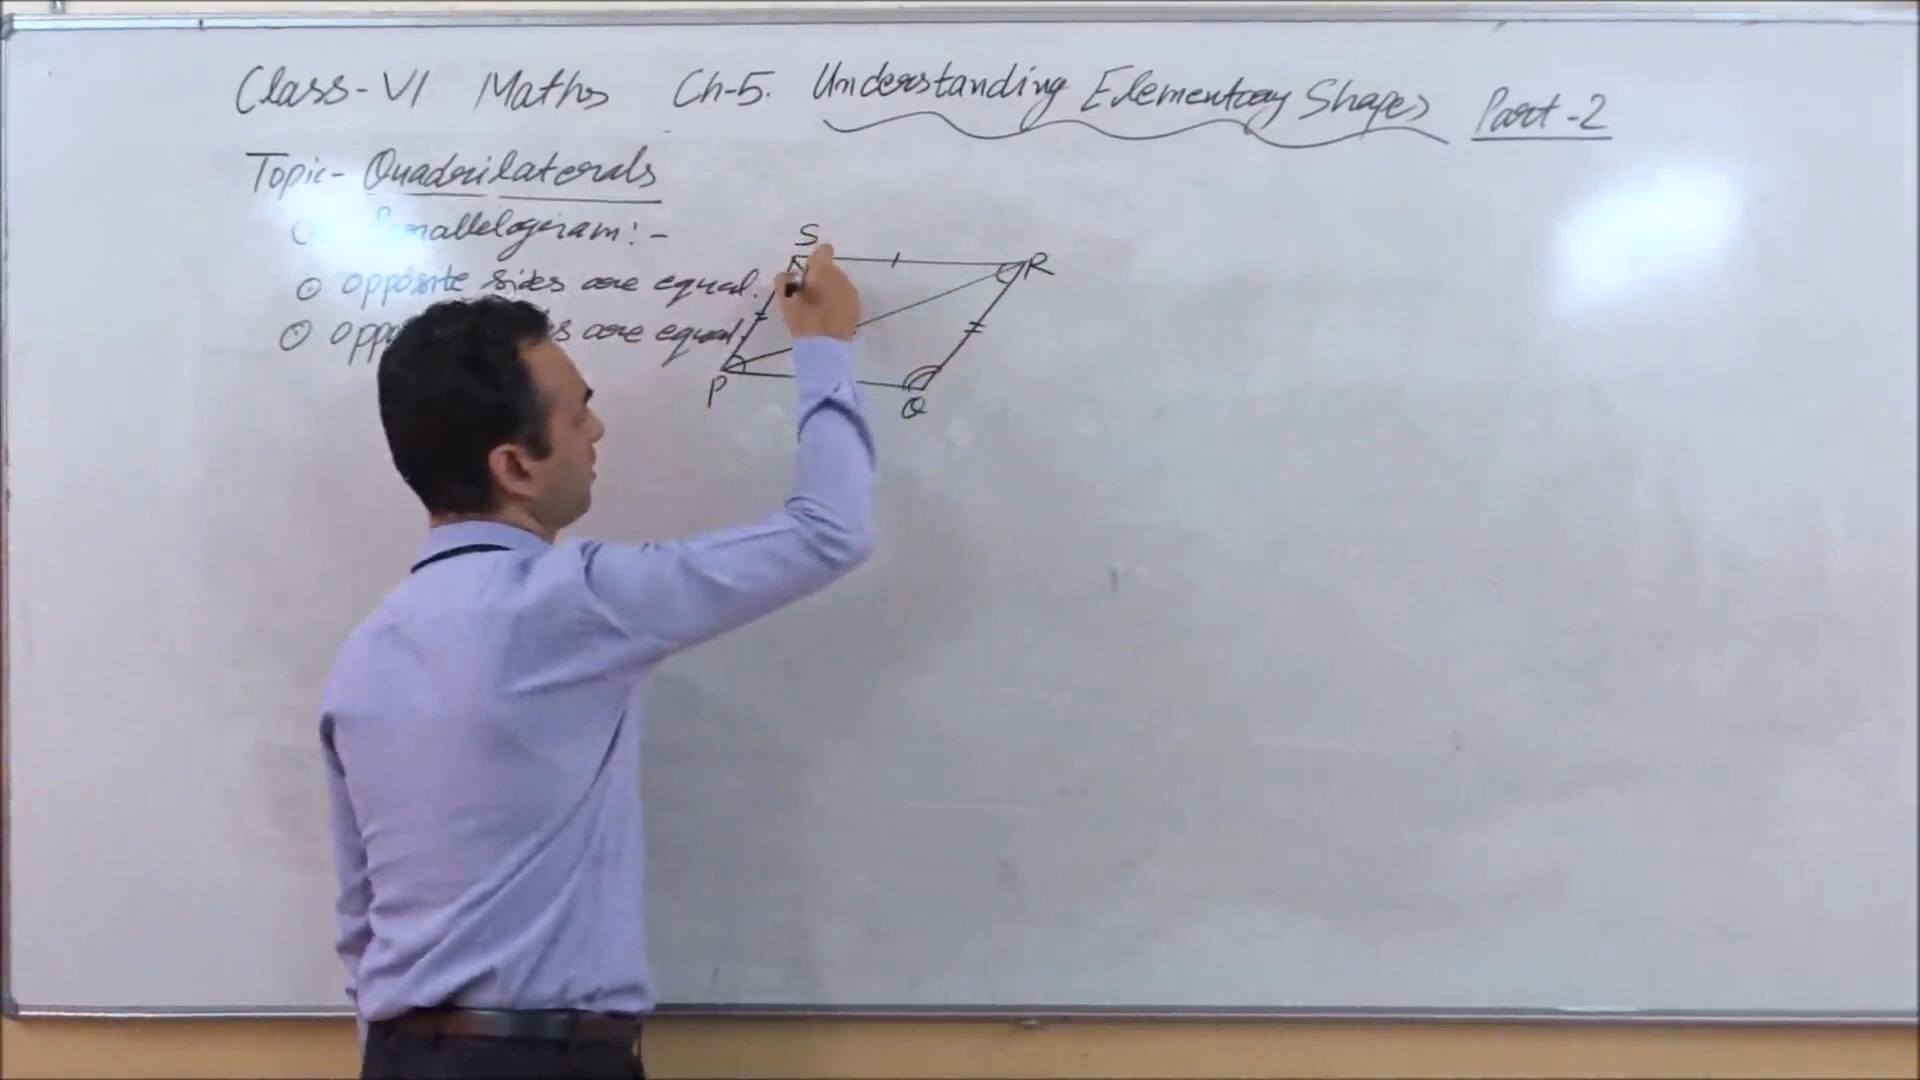 Class-VI Maths Ch-5. Understanding Elementary Shapes Part-2
Topic- Quadrilaterals
Parallelogram:-
⊙ opposite sides are equal.
⊙ are equal
S
R
P
Q